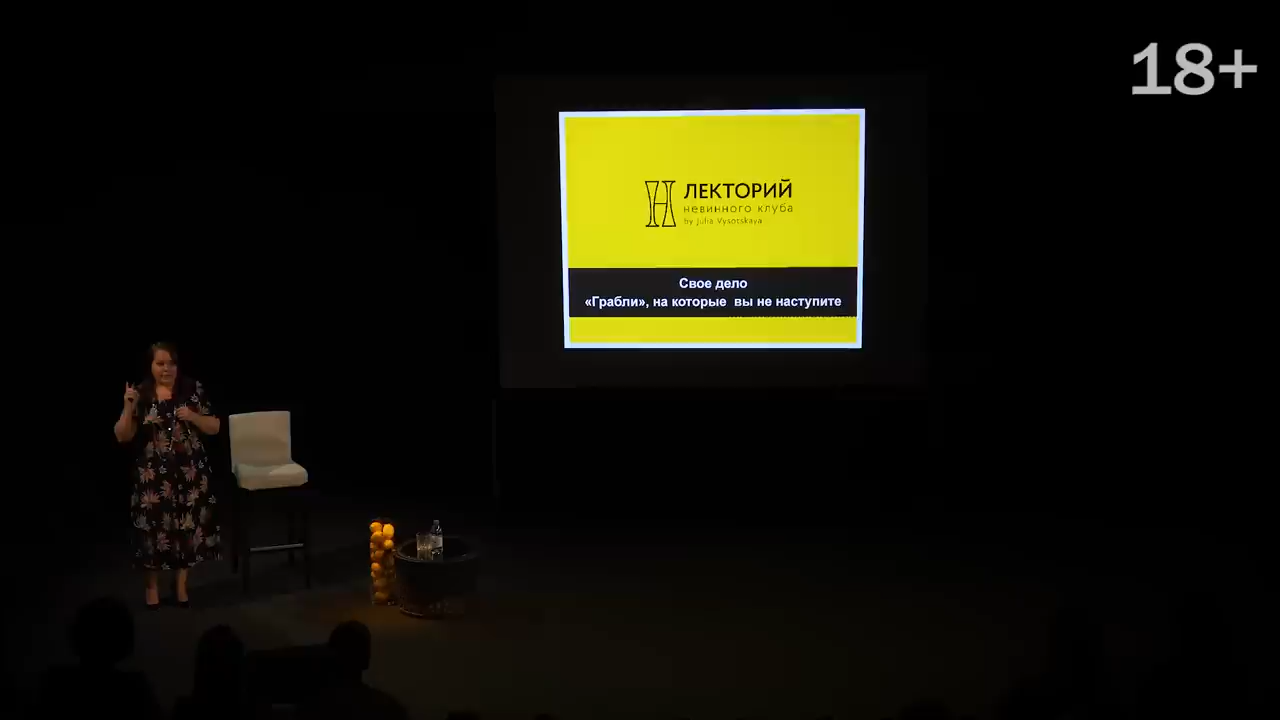 18+
ЛЕКТОРИЙ
невинного клуба
by Julia Vysotskaya
Свое дело
«Грабли», на которые вы не наступите